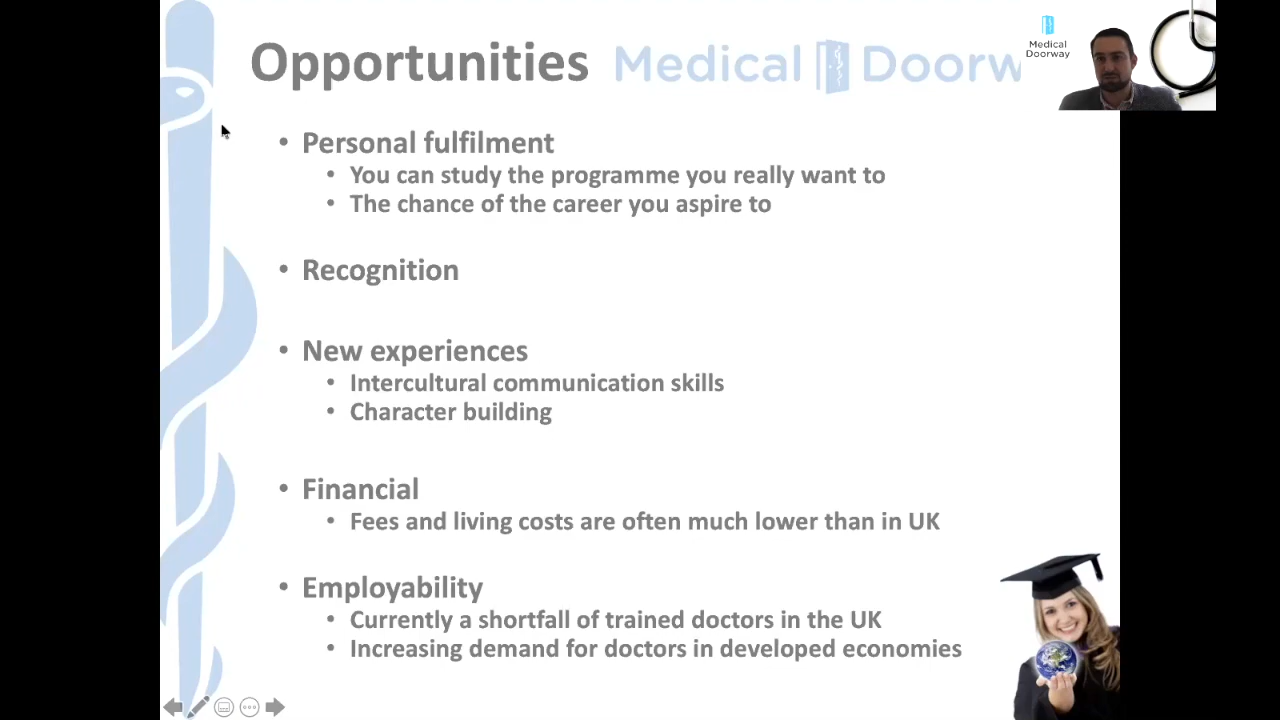 Opportunities Medical Doorw
Medical
Doorway
• Personal fulfilment
• You can study the programme you really want to
• The chance of the career you aspire to
• Recognition
• New experiences
• Intercultural communication skills
• Character building
• Financial
• Fees and living costs are often much lower than in UK
• Employability
• Currently a shortfall of trained doctors in the UK
• Increasing demand for doctors in developed economies